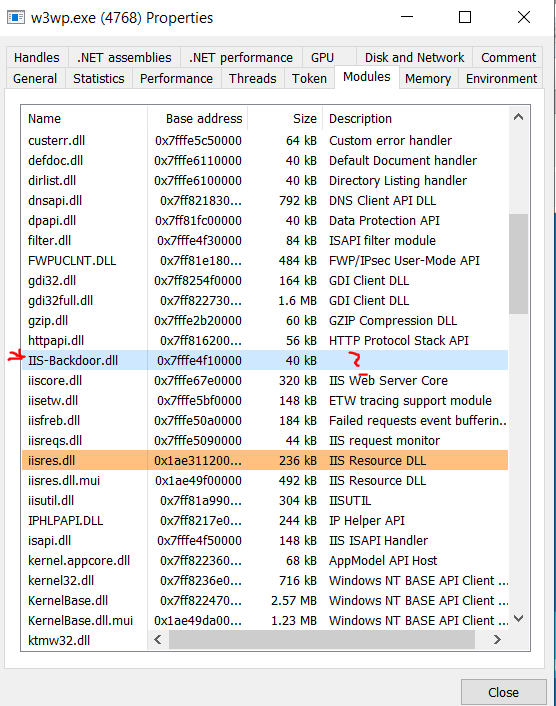 w3wp.exe (4768) Properties
Handles .NET assemblies .NET performance GPU Disk and Network Comment
General Statistics Performance Threads Token Modules Memory Environment
Name Base address Size Description
custerr.dll 0x7fffe5c50000 64 kB Custom error handler
defdoc.dll 0x7fffe6110000 40 kB Default Document handler
dirlist.dll 0x7fffe6100000 40 kB Directory Listing handler
dnsapi.dll 0x7ff821830... 792 kB DNS Client API DLL
dpapi.dll 0x7ff81fc00000 40 kB Data Protection API
filter.dll 0x7fffe4f30000 84 kB ISAPI filter module
FWPUCLNT.DLL 0x7ff81e180... 484 kB FWP/IPsec User-Mode API
gdi32.dll 0x7ff8254f0000 164 kB GDI Client DLL
gdi32full.dll 0x7ff822730... 1.6 MB GDI Client DLL
gzip.dll 0x7fffe2b20000 60 kB GZIP Compression DLL
httpapi.dll 0x7ff816200... 56 kB HTTP Protocol Stack API
IIS-Backdoor.dll 0x7fffe4f10000 40 kB ?
iiscore.dll 0x7fffe67e0000 320 kB IIS Web Server Core
iisetw.dll 0x7fffe5bf0000 148 kB ETW tracing support module
iisfreb.dll 0x7fffe50a0000 184 kB Failed requests event bufferin...
iisreqs.dll 0x7fffe5090000 44 kB IIS request monitor
iisres.dll 0x1ae311200... 236 kB IIS Resource DLL
iisres.dll.mui 0x1ae49f00000 492 kB IIS Resource DLL
iisutil.dll 0x7ff81a990... 304 kB IISUTIL
IPHLPAPI.DLL 0x7ff8217e0... 244 kB IP Helper API
isapi.dll 0x7fffe4f50000 148 kB IIS ISAPI Handler
kernel.appcore.dll 0x7ff822360... 68 kB AppModel API Host
kernel32.dll 0x7ff8236e0... 716 kB Windows NT BASE API Client ...
KernelBase.dll 0x7ff822470... 2.57 MB Windows NT BASE API Client ...
KernelBase.dll.mui 0x1ae49da00... 1.23 MB Windows NT BASE API Client ...
ktmw32.dll
Close